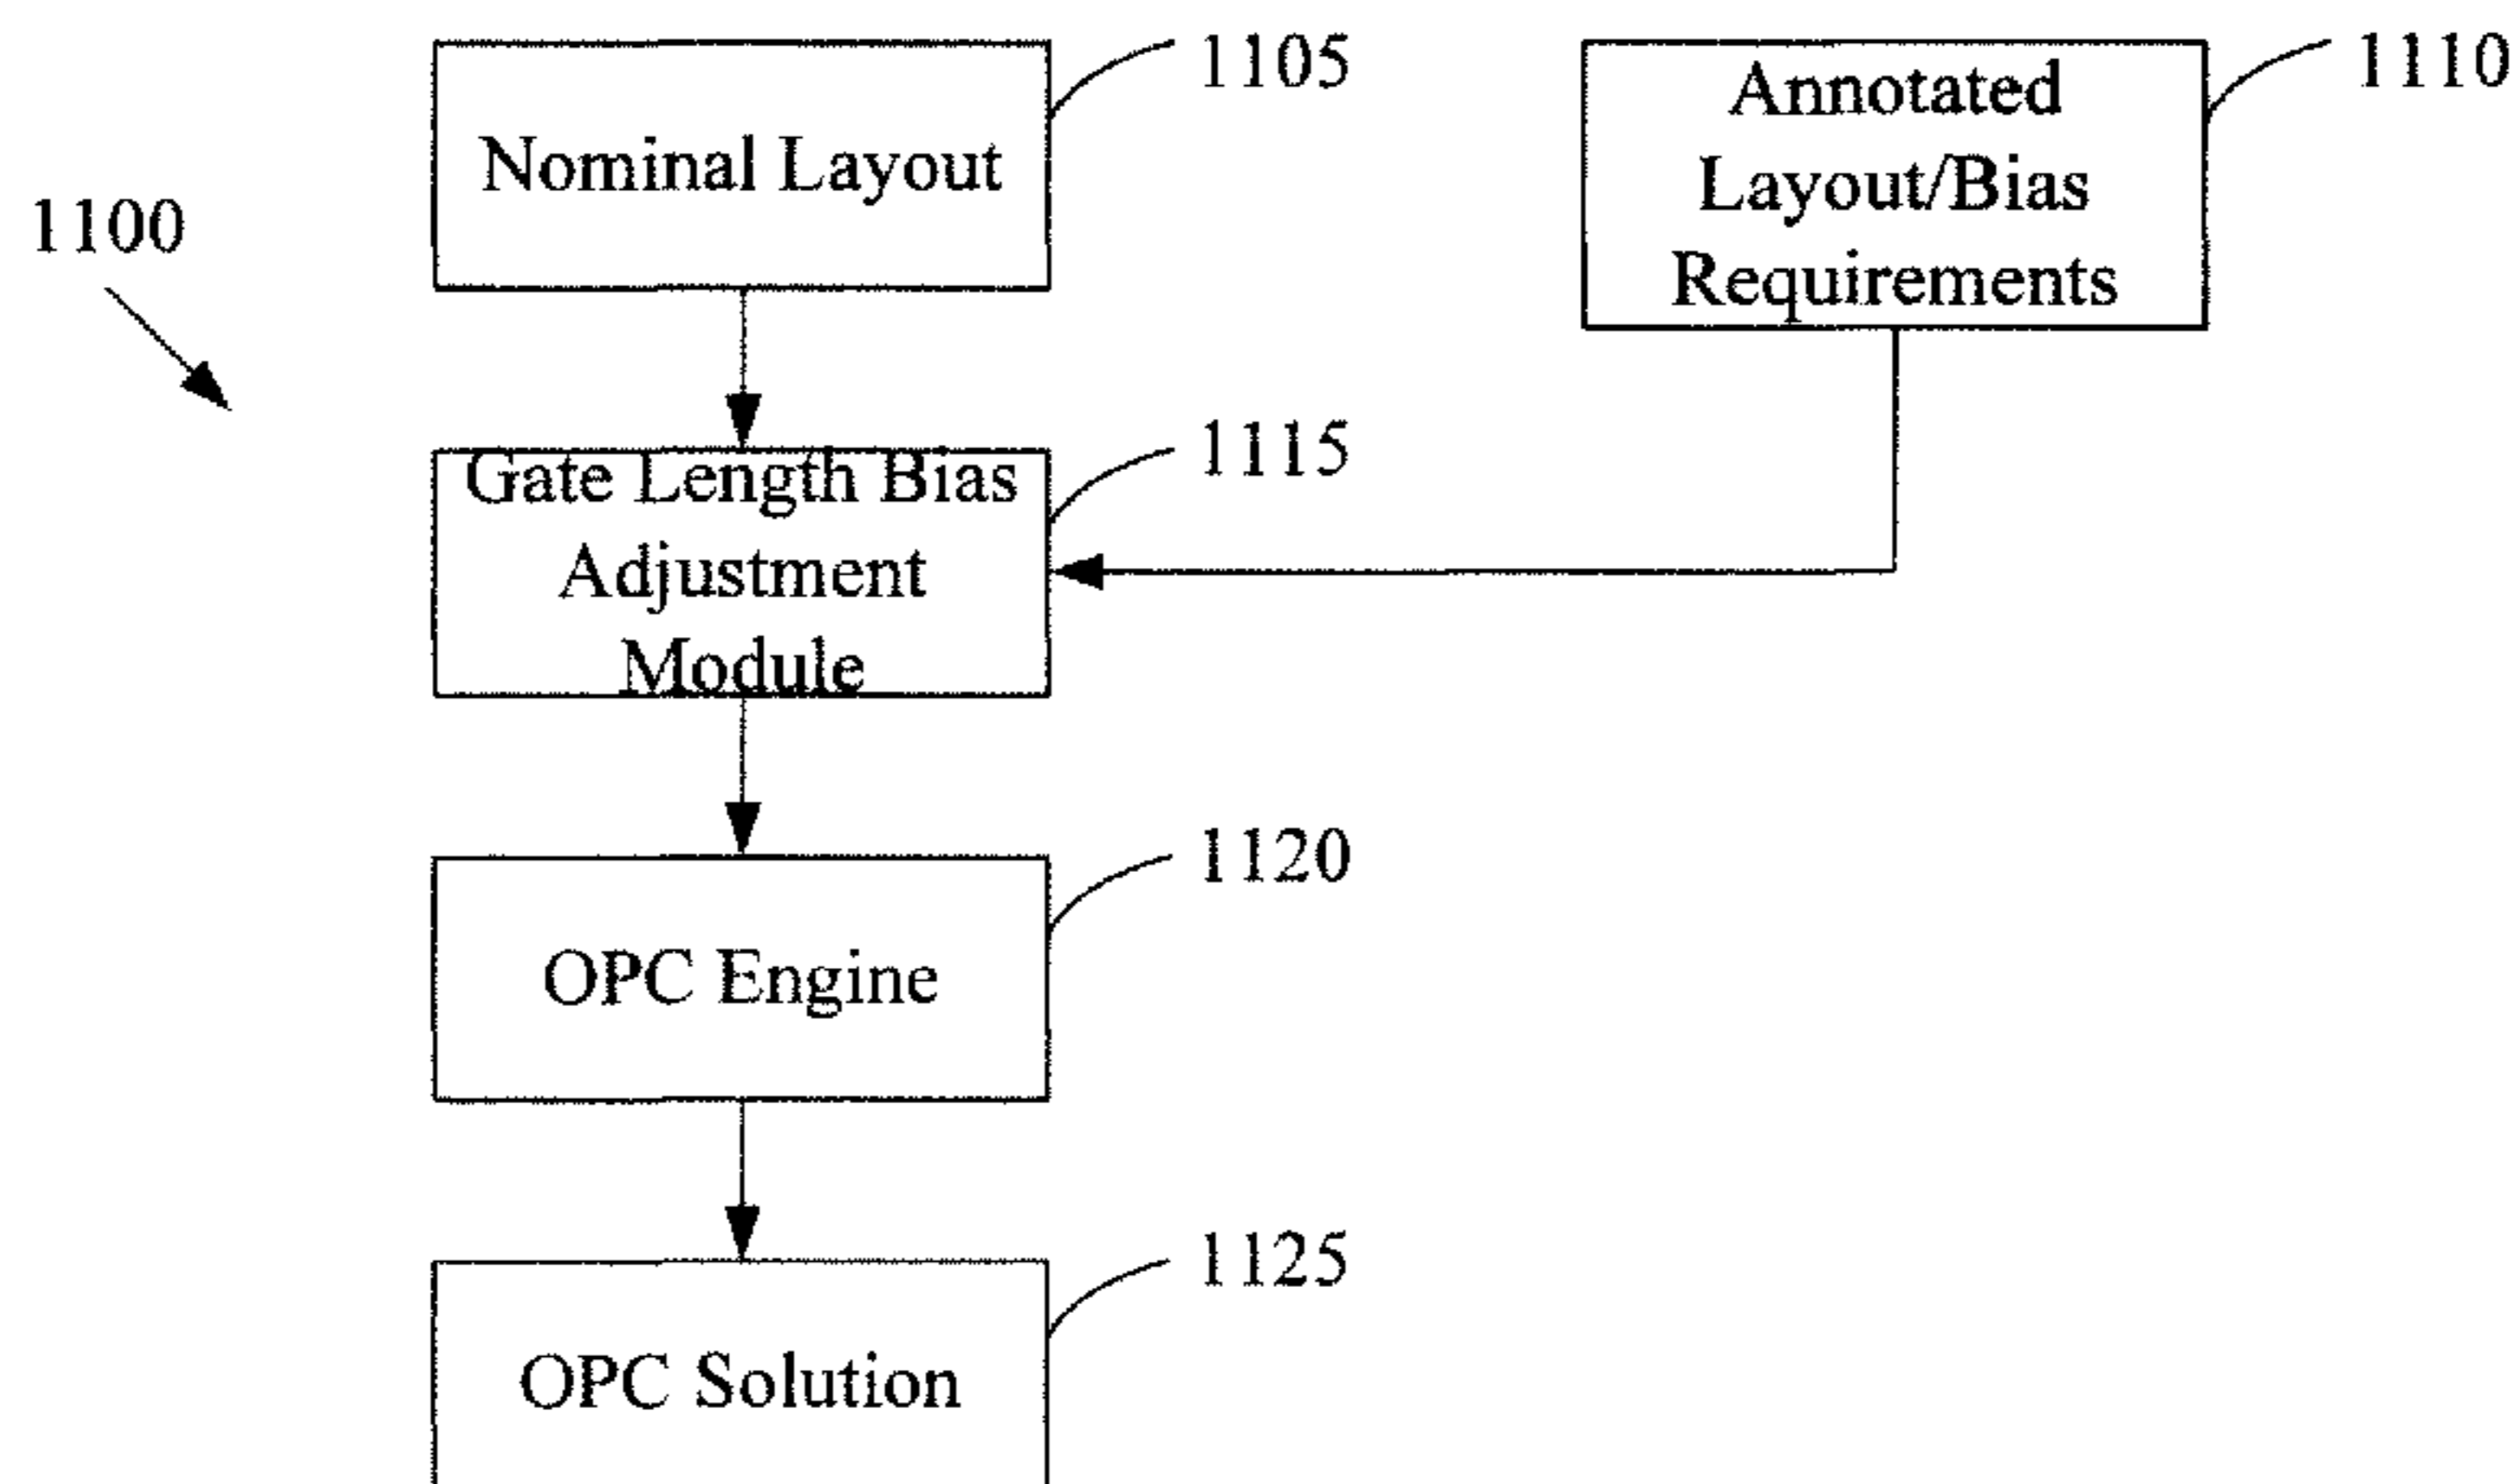 1105
1110
Nominal Layout
Annotated
Layout/Bias
Requirements
1100
1115
Gate Length Bias
Adjustment
Module
1120
OPC Engine
1125
OPC Solution